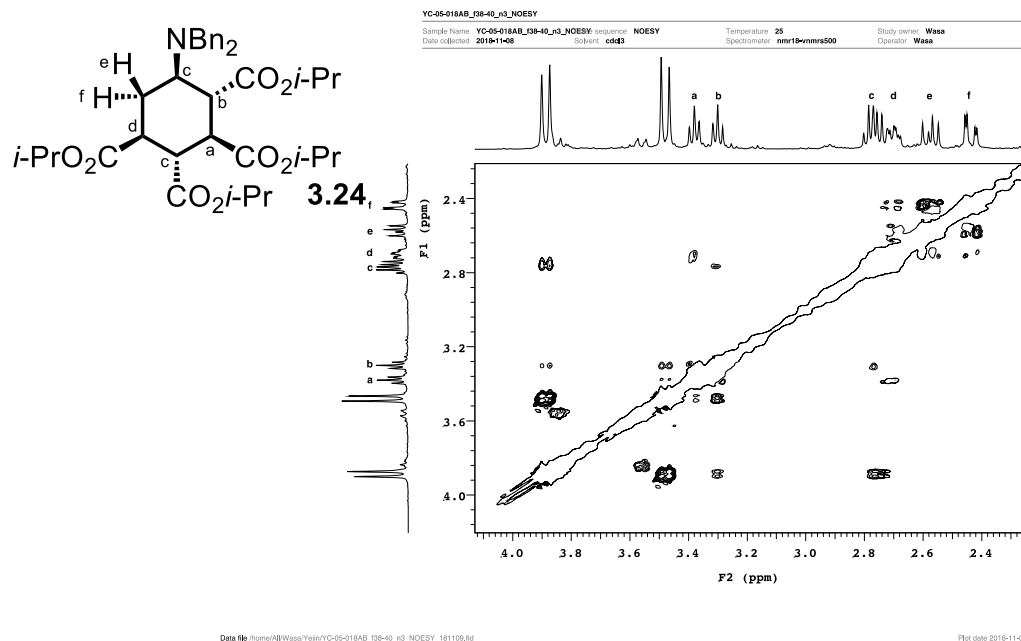 YC-05-018AB_f38-40_n3_NOESY
Sample Name YC-05-018AB_f38-40_n3_NOESY sequence NOESY Temperature 25 Study owner Wasa
Date collected 2018-11-08 Solvent cdcl3 Spectrometer nmr18-vnmrs500 Operator Wasa
NBn2
e H
c
CO2i-Pr
f H
b
d
a
i-PrO2C
c
CO2i-Pr
CO2i-Pr
3.24
a b c d e f
f
e
d
c
b
a
F1 (ppm)
2.4
2.8
3.2
3.6
4.0
4.0 3.8 3.6 3.4 3.2 3.0 2.8 2.6 2.4
F2 (ppm)
Data file /home/All/Wasa/Yejin/YC-05-018AB_f38-40_n3_NOESY_181109.fid
Plot date 2018-11-